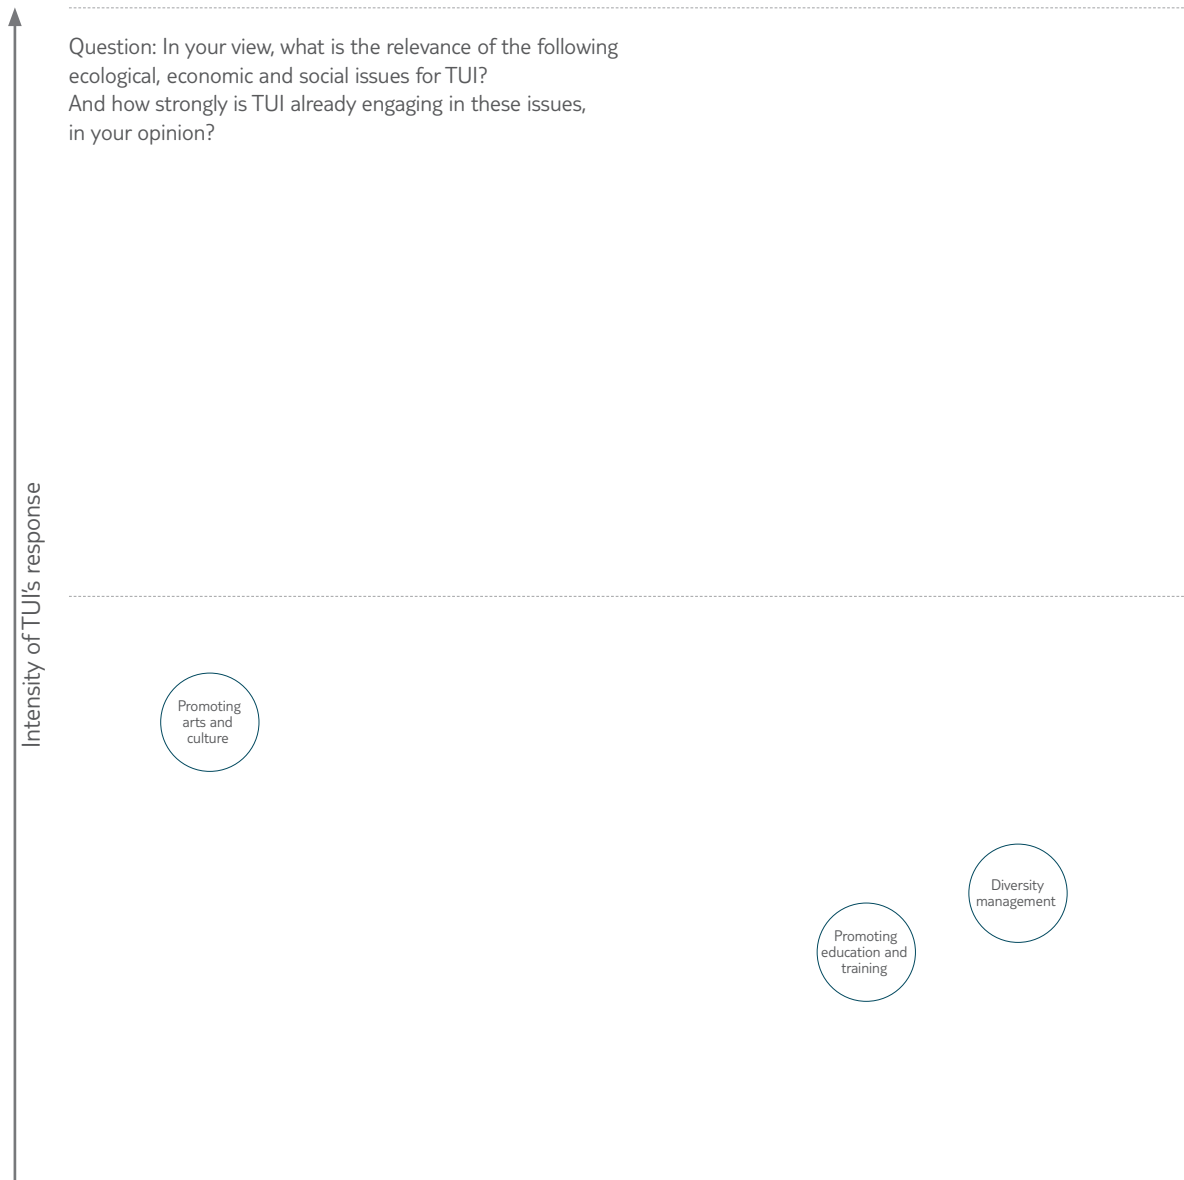 Question: In your view, what is the relevance of the following
ecological, economic and social issues for TUI?
And how strongly is TUI already engaging in these issues,
in your opinion?
Intensity of TUI's response
Promoting
arts and
culture
Diversity
management
Promoting
education and
training